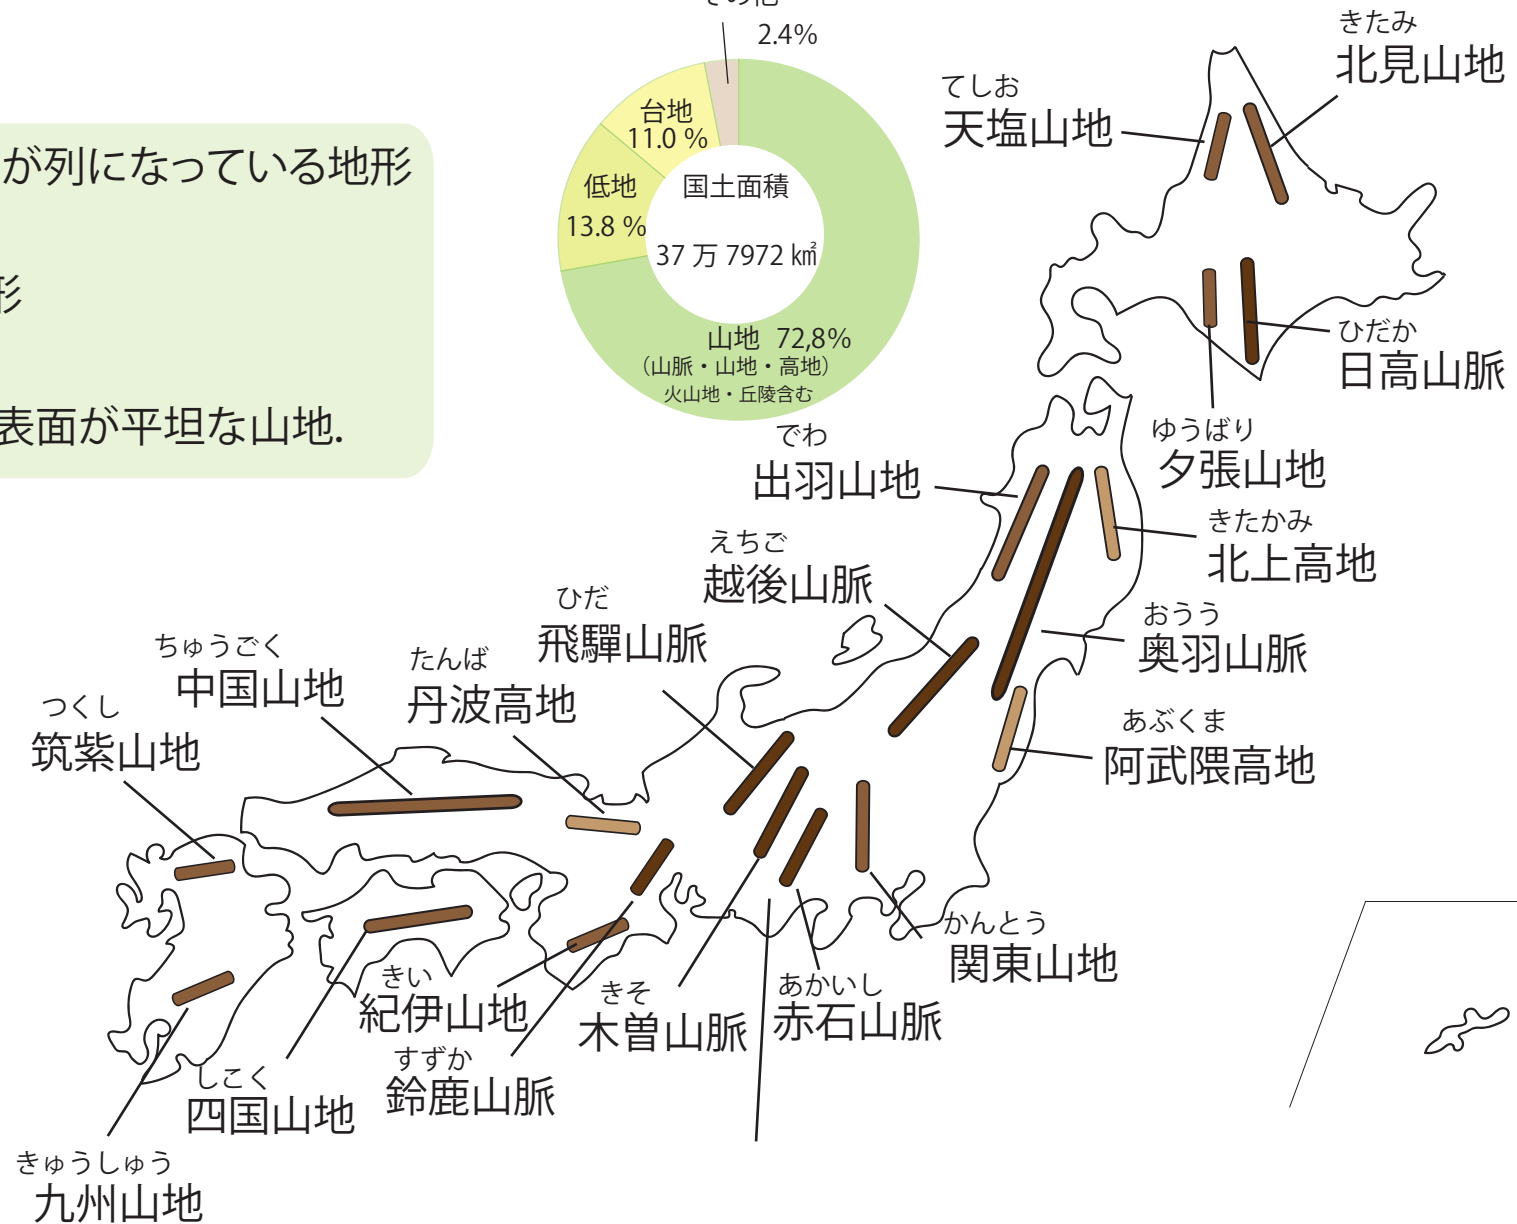 その他
2.4%
台地
11.0 %
低地
13.8 %
国土面積
37 万 7972 ㎢
山地 72,8%
(山脈・山地・高地)
火山地・丘陵含む
が列になっている地形
形
表面が平坦な山地.
きたみ
北見山地
てしお
天塩山地
ひだか
日高山脈
ゆうばり
夕張山地
でわ
出羽山地
きたかみ
北上高地
えちご
越後山脈
おうう
奥羽山脈
ひだ
飛驒山脈
あぶくま
阿武隈高地
ちゅうごく
中国山地
たんば
丹波高地
つくし
筑紫山地
かんとう
関東山地
きい
紀伊山地
きそ
木曽山脈
あかいし
赤石山脈
すずか
鈴鹿山脈
しこく
四国山地
きゅうしゅう
九州山地